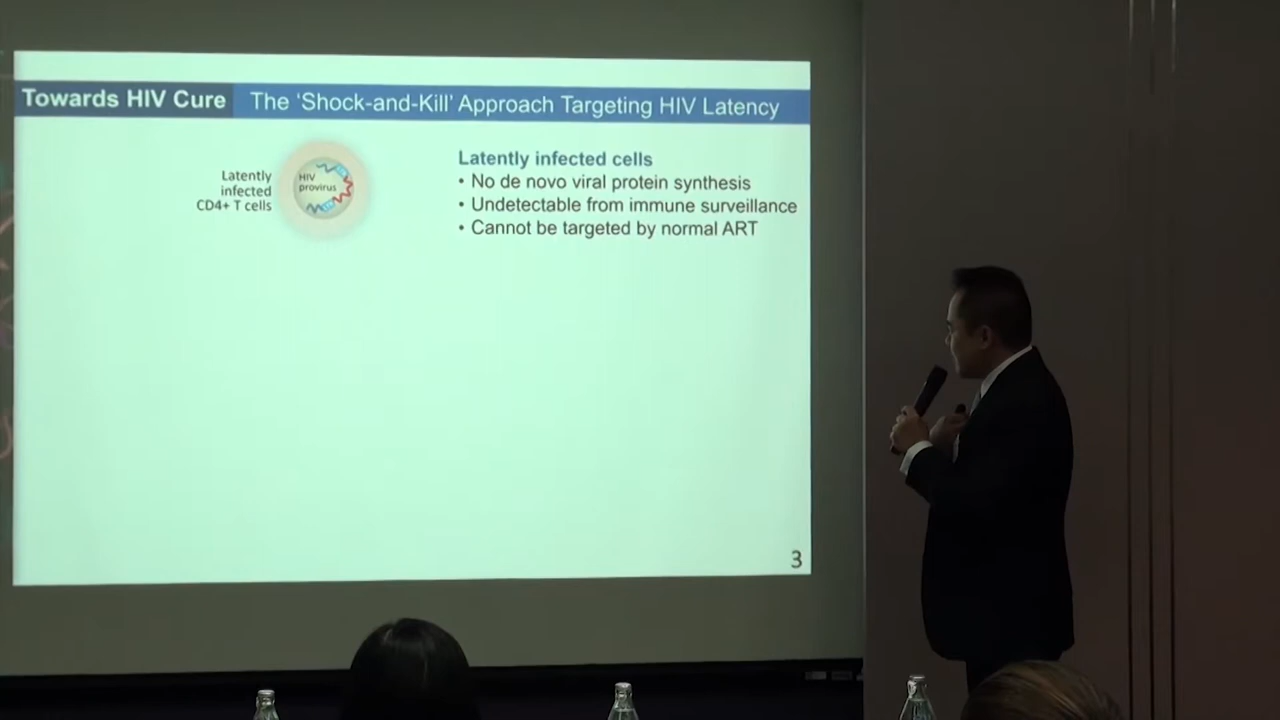 Towards HIV Cure
The ‘Shock-and-Kill’ Approach Targeting HIV Latency
Latently
infected
CD4+ T cells
HIV
provirus
Latently infected cells
• No de novo viral protein synthesis
• Undetectable from immune surveillance
• Cannot be targeted by normal ART
3